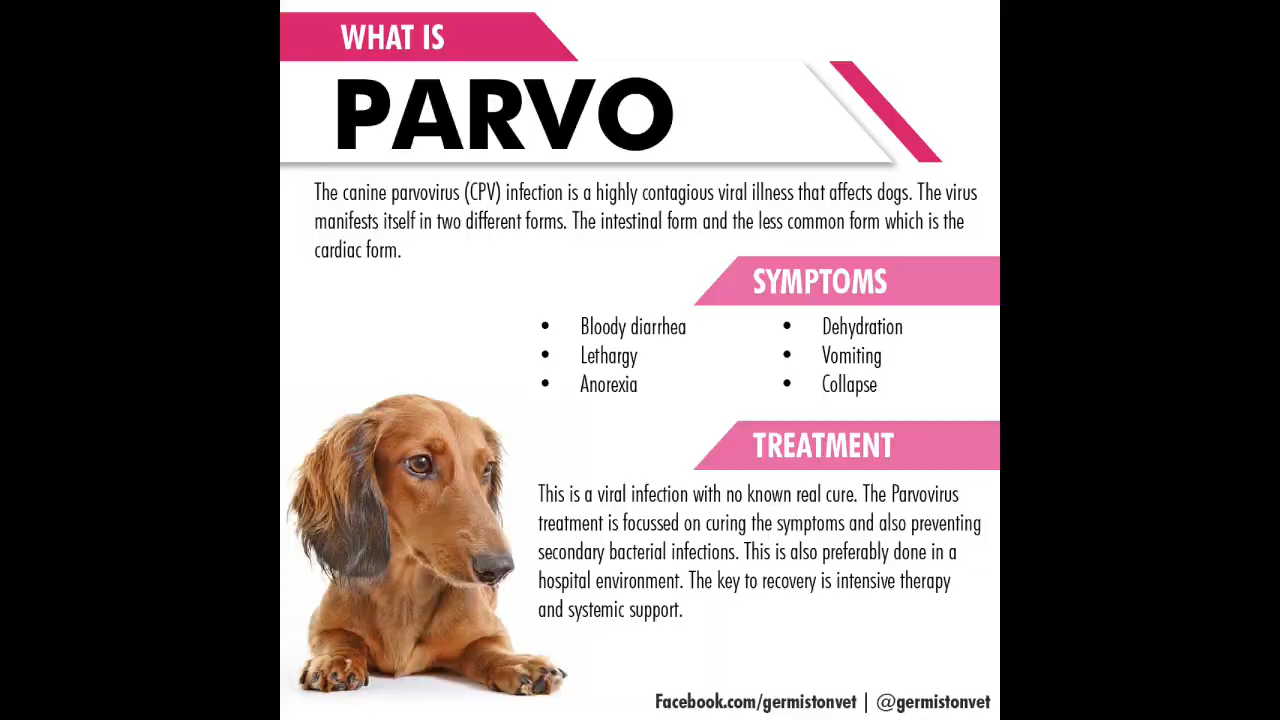 WHAT IS
PARVO
The canine parvovirus (CPV) infection is a highly contagious viral illness that affects dogs. The virus
manifests itself in two different forms. The intestinal form and the less common form which is the
cardiac form.
SYMPTOMS
• Bloody diarrhea
• Lethargy
• Anorexia
• Dehydration
• Vomiting
• Collapse
TREATMENT
This is a viral infection with no known real cure. The Parvovirus
treatment is focussed on curing the symptoms and also preventing
secondary bacterial infections. This is also preferably done in a
hospital environment. The key to recovery is intensive therapy
and systemic support.
Facebook.com/germistonvet | @germistonvet